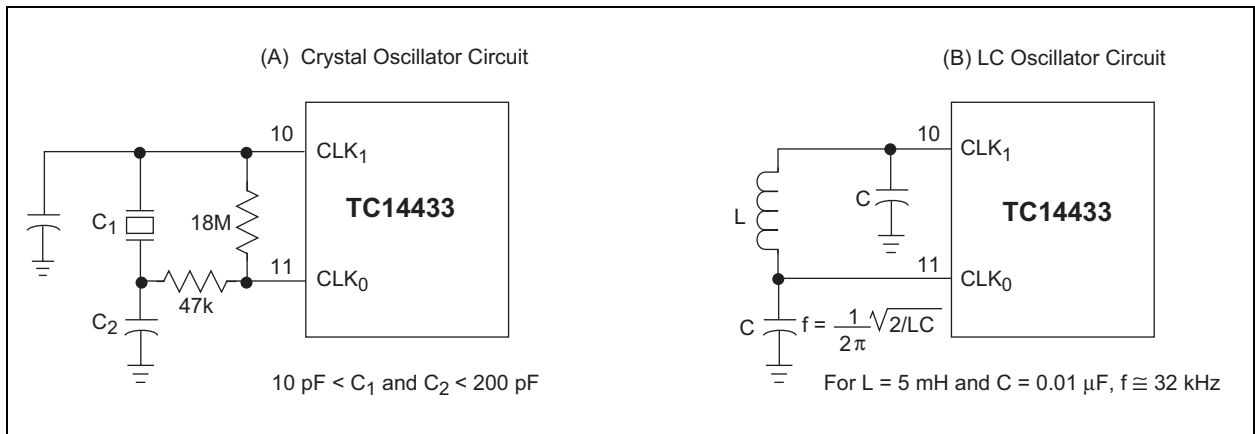 (A) Crystal Oscillator Circuit
10
CLK1
TC14433
C1
18M
11
CLK0
47k
C2
10 pF < C1 and C2 < 200 pF
(B) LC Oscillator Circuit
10
CLK1
C
TC14433
L
11
CLK0
C
f = 1/2π √2/LC
For L = 5 mH and C = 0.01 μF, f ≅ 32 kHz